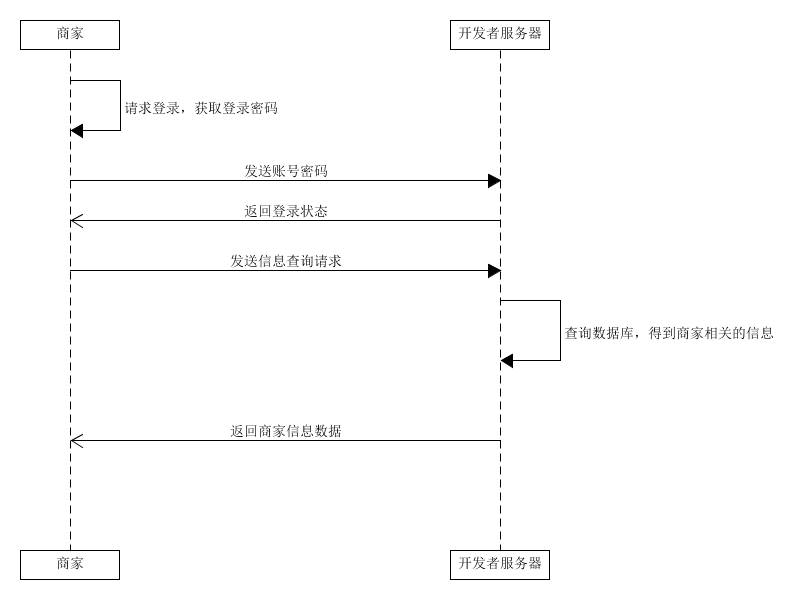 商家
开发者服务器
请求登录，获取登录密码
发送账号密码
返回登录状态
发送信息查询请求
查询数据库，得到商家相关的信息
返回商家信息数据
商家
开发者服务器